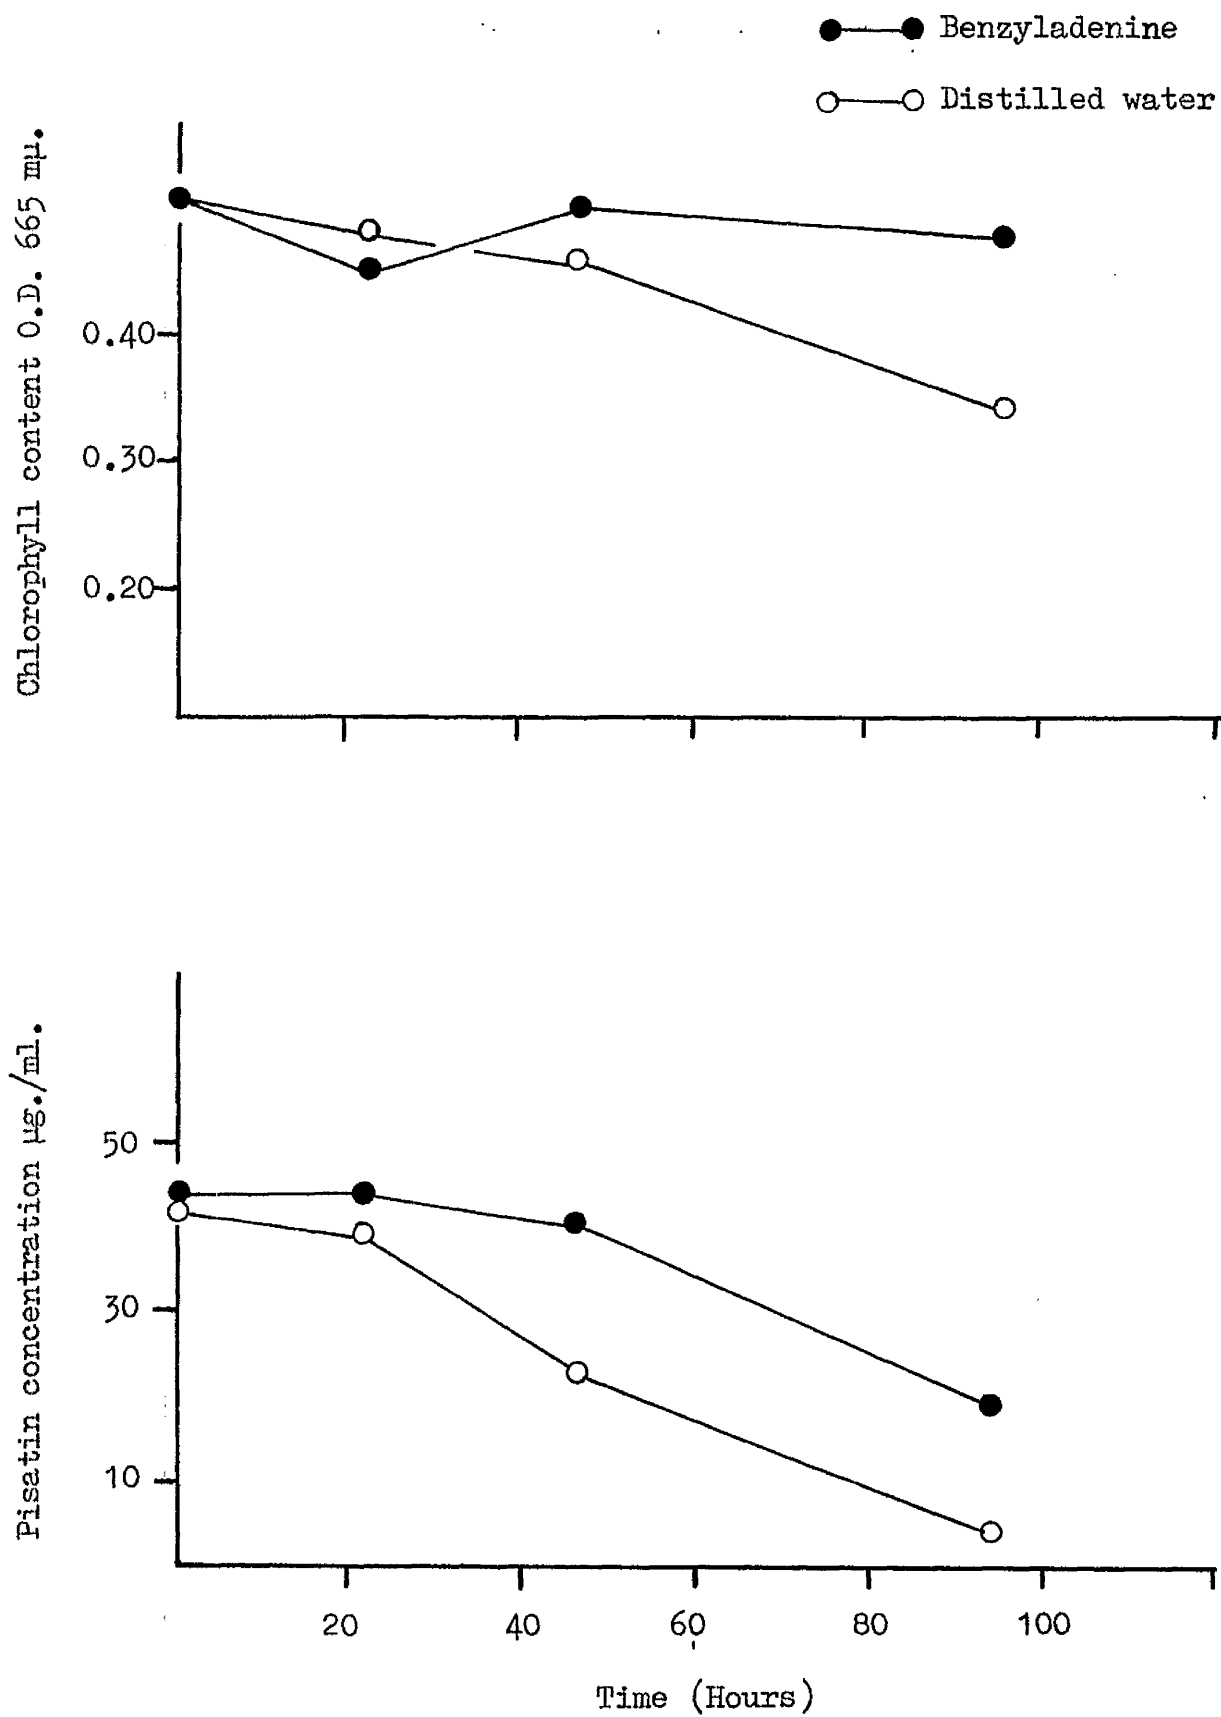 Benzyladenine
Distilled water
Chlorophyll content O.D. 665 mµ.
0.40
0.30
0.20
Pisatin concentration µg./ml.
50
30
10
20 40 60 80 100
Time (Hours)